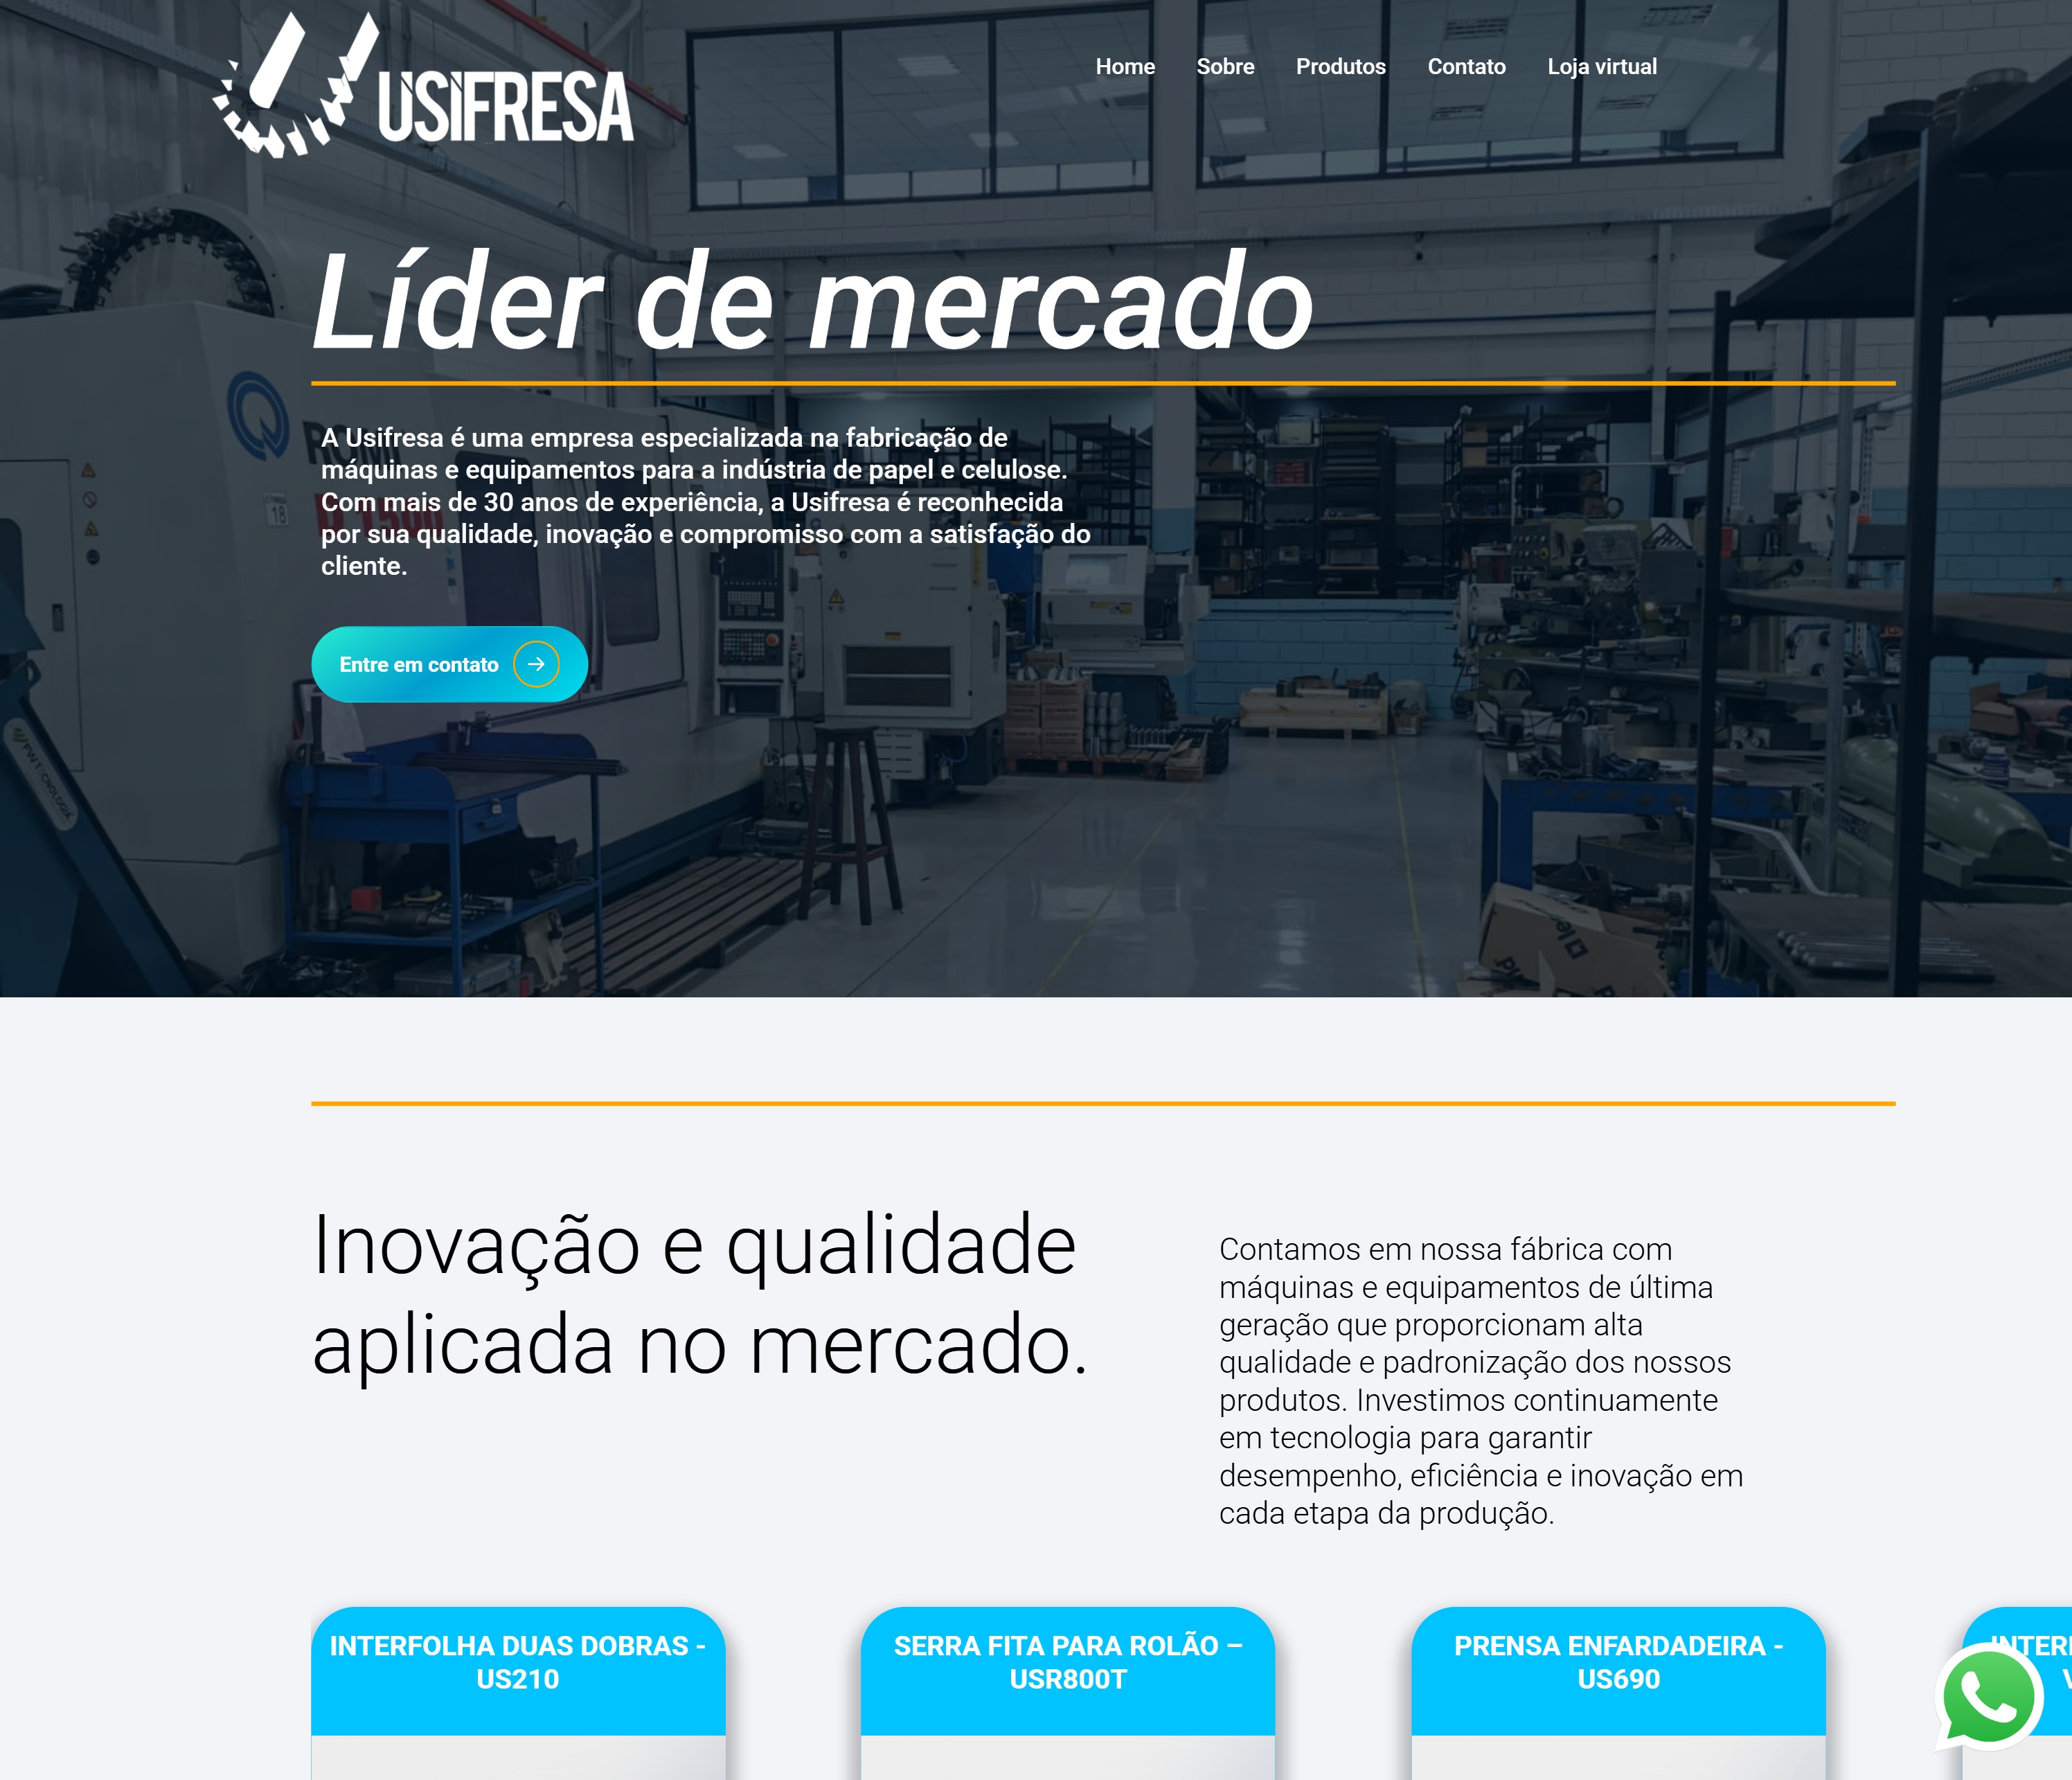 USIFRESA
Home Sobre Produtos Contato Loja virtual
Líder de mercado
A Usifresa é uma empresa especializada na fabricação de
máquinas e equipamentos para a indústria de papel e celulose.
Com mais de 30 anos de experiência, a Usifresa é reconhecida
por sua qualidade, inovação e compromisso com a satisfação do
cliente.
18
Entre em contato
Inovação e qualidade
aplicada no mercado.
Contamos em nossa fábrica com
máquinas e equipamentos de última
geração que proporcionam alta
qualidade e padronização dos nossos
produtos. Investimos continuamente
em tecnologia para garantir
desempenho, eficiência e inovação em
cada etapa da produção.
INTERFOLHA DUAS DOBRAS -
US210
SERRA FITA PARA ROLÃO –
USR800T
PRENSA ENFARDADEIRA -
US690